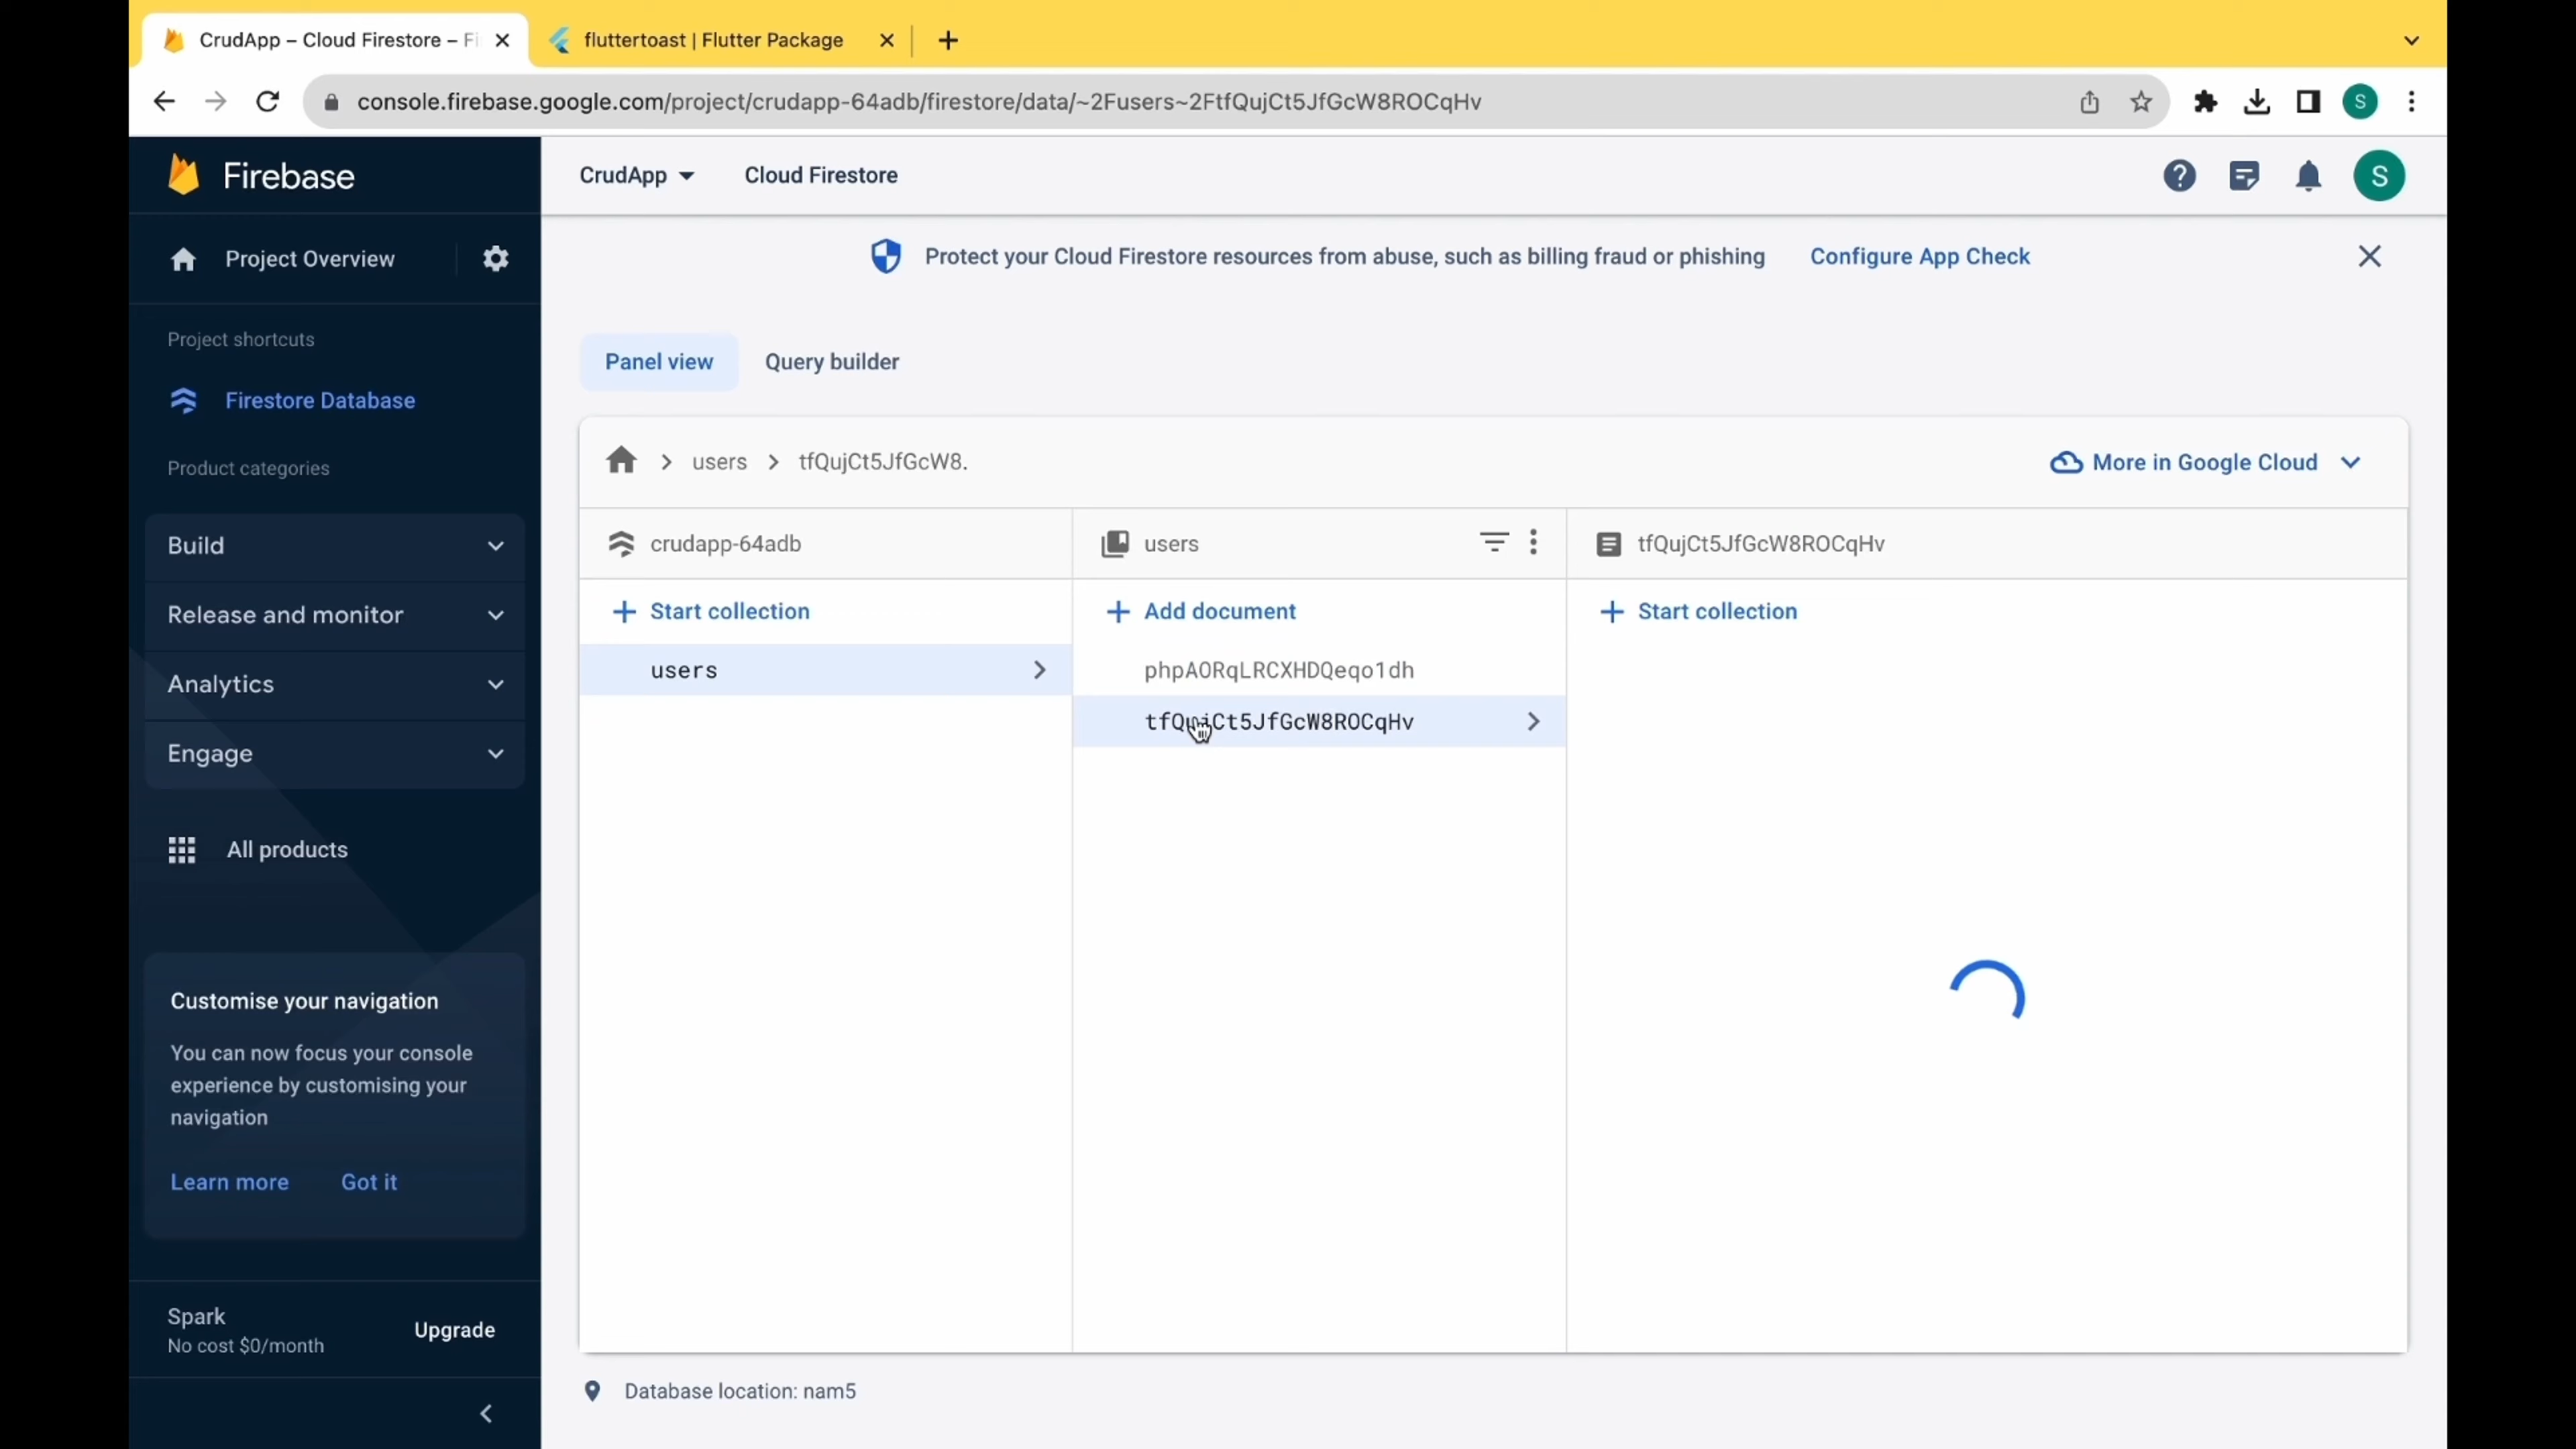 CrudApp – Cloud Firestore – Fi
fluttertoast | Flutter Package
console.firebase.google.com/project/crudapp-64adb/firestore/data/~2Fusers~2FtfQujCt5JfGcW8ROCqHv
S
Firebase
CrudApp
Cloud Firestore
S
Project Overview
Protect your Cloud Firestore resources from abuse, such as billing fraud or phishing
Configure App Check
Project shortcuts
Firestore Database
Product categories
Build
Release and monitor
Analytics
Engage
All products
Customise your navigation
You can now focus your console
experience by customising your
navigation
Learn more
Got it
Spark
No cost $0/month
Upgrade
Panel view
Query builder
users
tfQujCt5JfGcW8.
More in Google Cloud
crudapp-64adb
Start collection
users
users
Add document
phpAORqLRCXHDQeqo1dh
tfQujCt5JfGcW8ROCqHv
tfQujCt5JfGcW8ROCqHv
Start collection
Database location: nam5